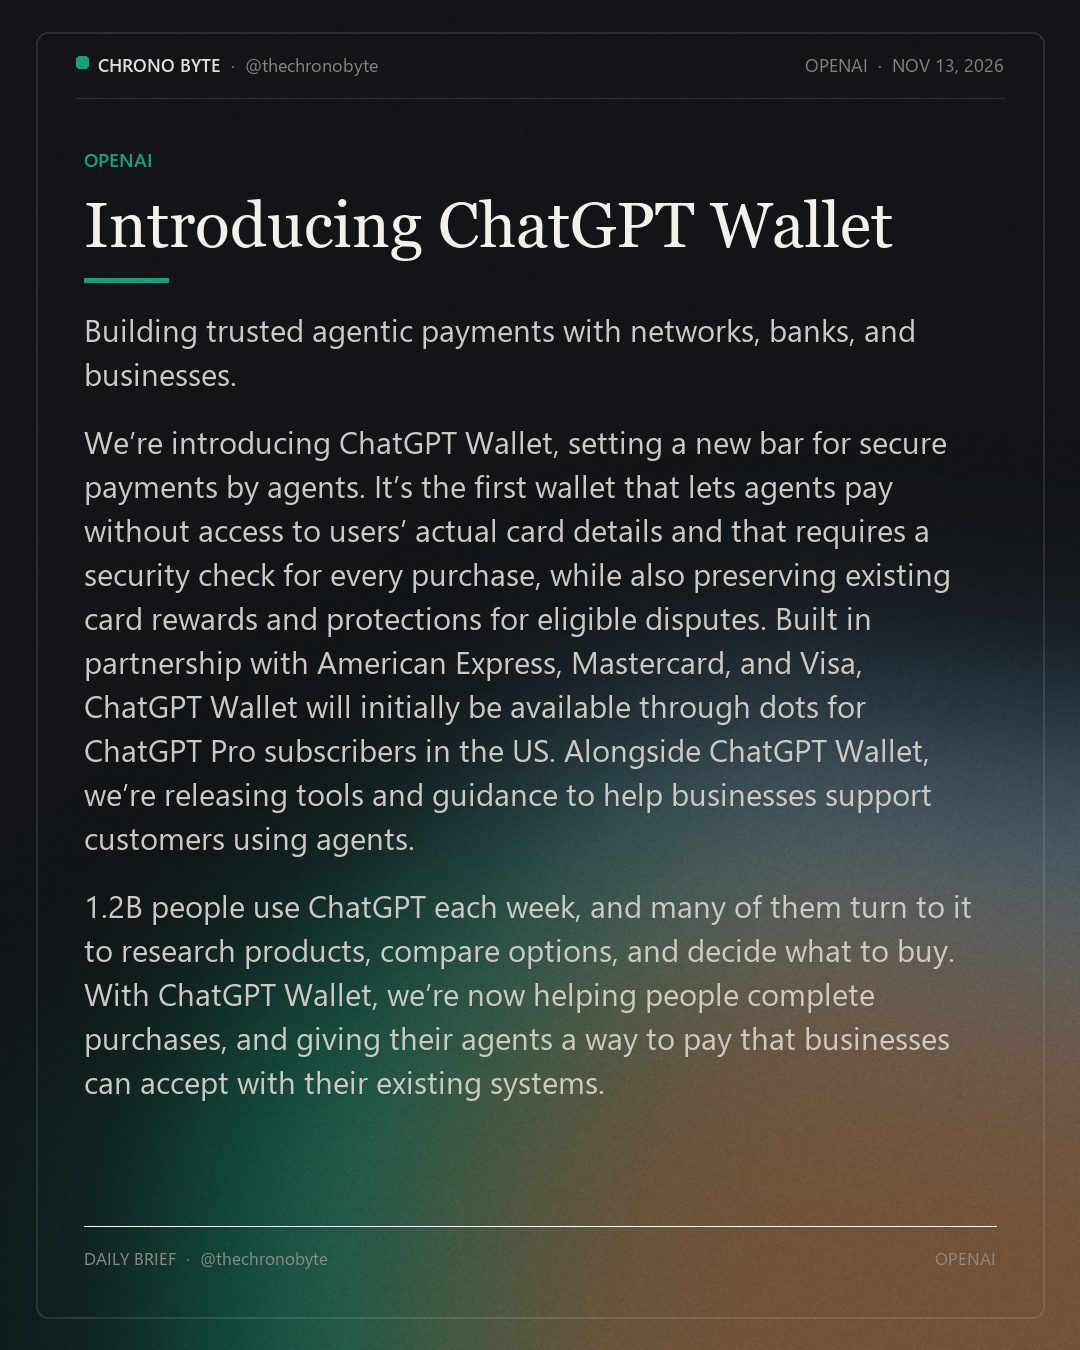 CHRONO BYTE · @thechronobyte
OPENAI · NOV 13, 2026
OPENAI
Introducing ChatGPT Wallet
Building trusted agentic payments with networks, banks, and
businesses.
We’re introducing ChatGPT Wallet, setting a new bar for secure
payments by agents. It’s the first wallet that lets agents pay
without access to users’ actual card details and that requires a
security check for every purchase, while also preserving existing
card rewards and protections for eligible disputes. Built in
partnership with American Express, Mastercard, and Visa,
ChatGPT Wallet will initially be available through dots for
ChatGPT Pro subscribers in the US. Alongside ChatGPT Wallet,
we’re releasing tools and guidance to help businesses support
customers using agents.
1.2B people use ChatGPT each week, and many of them turn to it
to research products, compare options, and decide what to buy.
With ChatGPT Wallet, we’re now helping people complete
purchases, and giving their agents a way to pay that businesses
can accept with their existing systems.
DAILY BRIEF · @thechronobyte
OPENAI